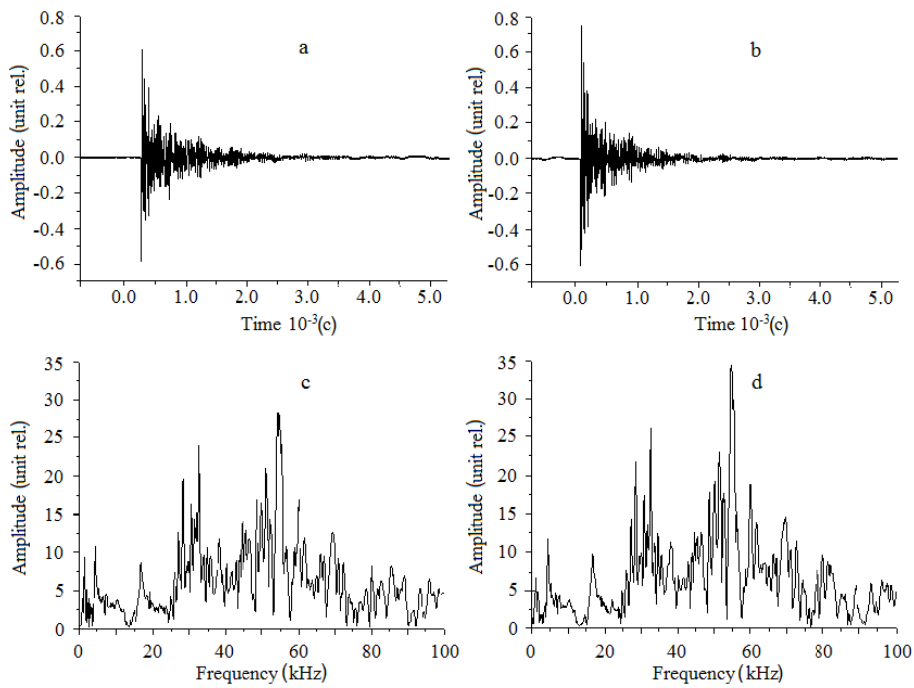 0.8
0.6
0.4
0.2
0.0
-0.2
-0.4
-0.6
Amplitude (unit rel.)
a
0.0 1.0 2.0 3.0 4.0 5.0
Time 10⁻³(c)
0.8
0.6
0.4
0.2
0.0
-0.2
-0.4
-0.6
Amplitude (unit rel.)
b
0.0 1.0 2.0 3.0 4.0 5.0
Time 10⁻³(c)
35
30
25
20
15
10
5
0
Amplitude (unit rel.)
c
0 20 40 60 80 100
Frequency (kHz)
35
30
25
20
15
10
5
0
Amplitude (unit rel.)
d
0 20 40 60 80 100
Frequency (kHz)